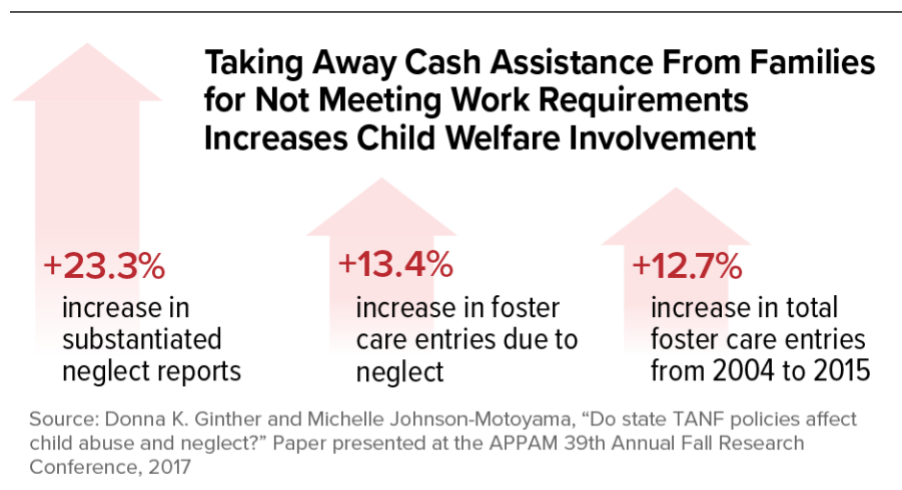 Taking Away Cash Assistance From Families
for Not Meeting Work Requirements
Increases Child Welfare Involvement
+23.3%
increase in
substantiated
neglect reports
+13.4%
increase in foster
care entries due to
neglect
+12.7%
increase in total
foster care entries
from 2004 to 2015
Source: Donna K. Ginther and Michelle Johnson-Motoyama, “Do state TANF policies affect
child abuse and neglect?” Paper presented at the APPAM 39th Annual Fall Research
Conference, 2017